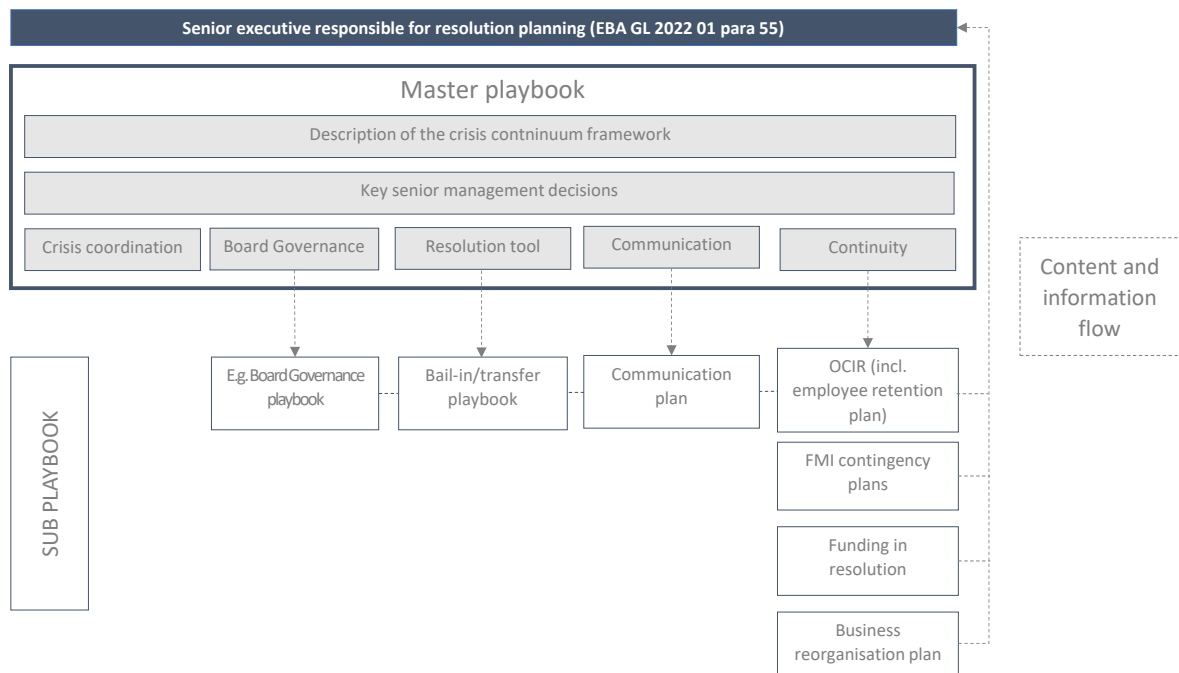 Senior executive responsible for resolution planning (EBA GL 2022 01 para 55)
Master playbook
Description of the crisis contninuum framework
Key senior management decisions
Crisis coordination
Board Governance
Resolution tool
Communication
Continuity
Content and
information
flow
SUB PLAYBOOK
E.g. Board Governance
playbook
Bail-in/transfer
playbook
Communication
plan
OCIR (incl.
employee retention
plan)
FMI contingency
plans
Funding in
resolution
Business
reorganisation plan